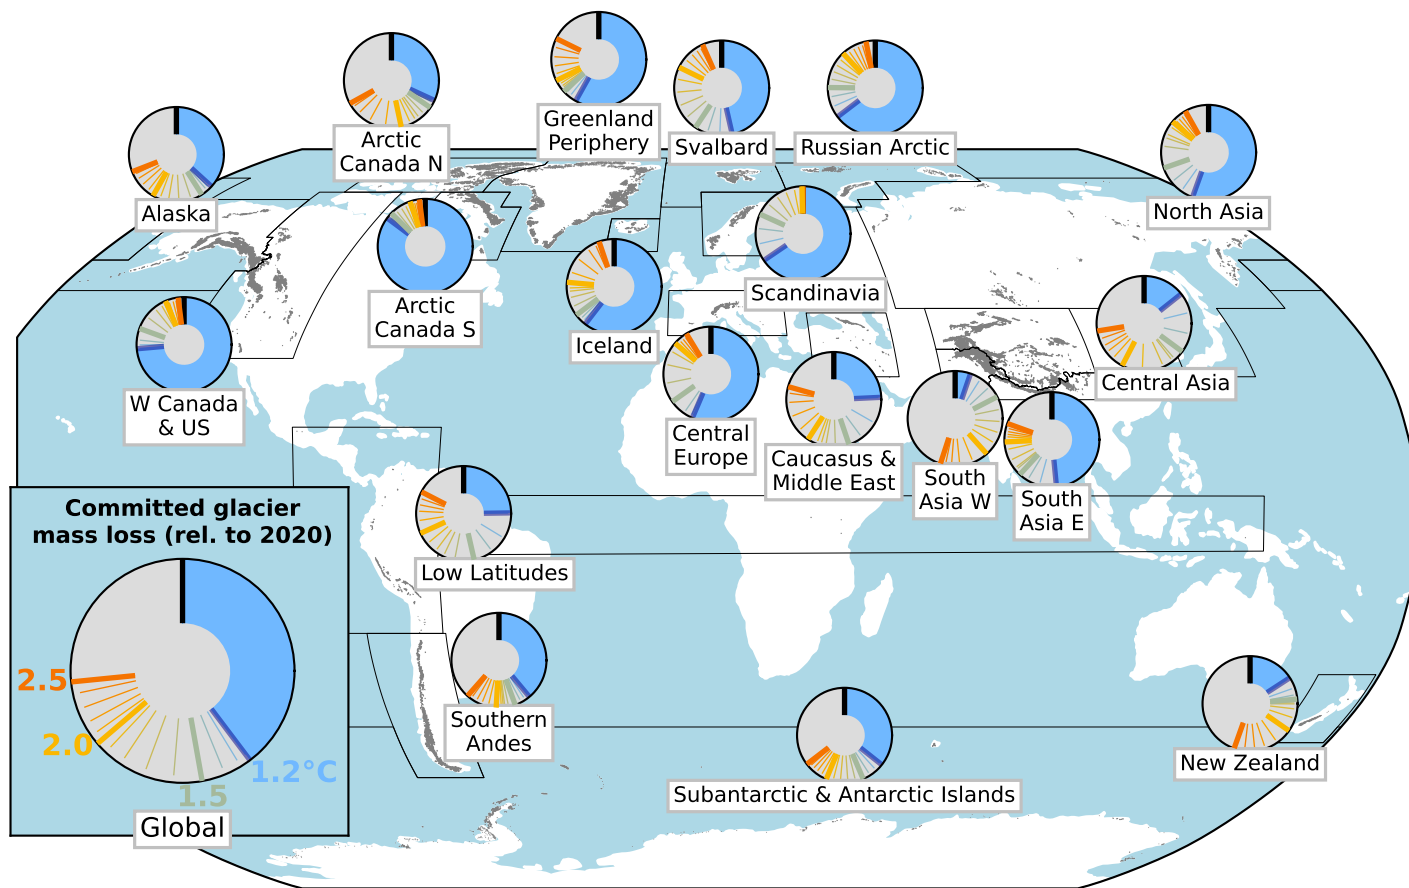 Greenland
Periphery
Arctic
Canada N
Svalbard
Russian Arctic
Alaska
North Asia
Arctic
Canada S
Scandinavia
Iceland
Central Asia
W Canada
& US
Central
Europe
Caucasus &
Middle East
South
Asia W
South
Asia E
Low Latitudes
Southern
Andes
New Zealand
Subantarctic & Antarctic Islands
Committed glacier
mass loss (rel. to 2020)
2.5
2.0
1.2°C
1.5
Global